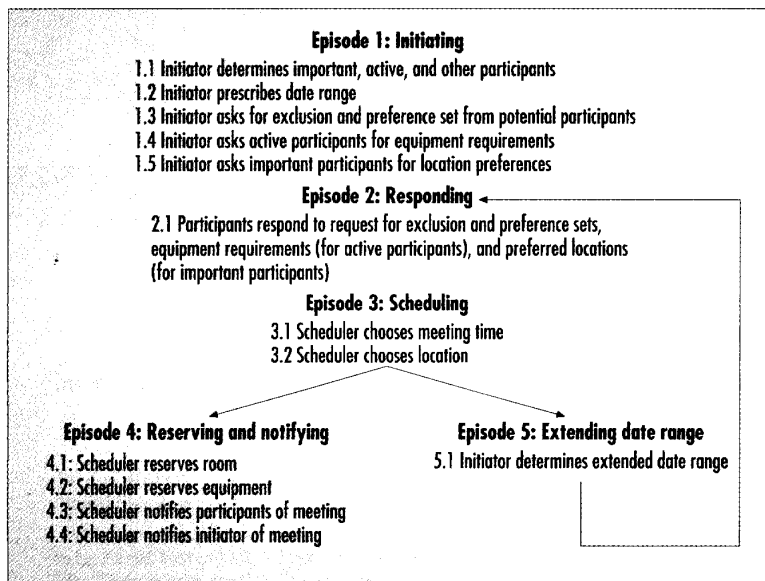 Episode 1: Initiating
1.1 Initiator determines important, active, and other participants
1.2 Initiator prescribes date range
1.3 Initiator asks for exclusion and preference set from potential participants
1.4 Initiator asks active participants for equipment requirements
1.5 Initiator asks important participants for location preferences
Episode 2: Responding
2.1 Participants respond to request for exclusion and preference sets,
equipment requirements (for active participants), and preferred locations
(for important participants)
Episode 3: Scheduling
3.1 Scheduler chooses meeting time
3.2 Scheduler chooses location
Episode 4: Reserving and notifying
4.1: Scheduler reserves room
4.2: Scheduler reserves equipment
4.3: Scheduler notifies participants of meeting
4.4: Scheduler notifies initiator of meeting
Episode 5: Extending date range
5.1 Initiator determines extended date range